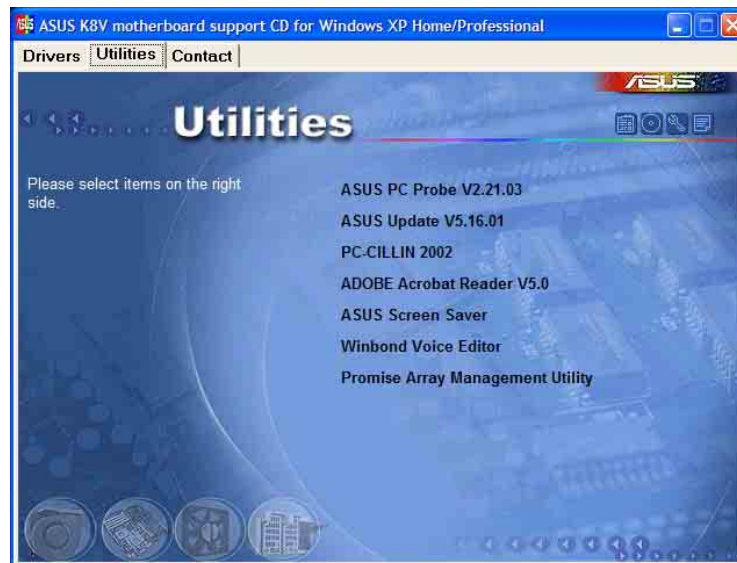 ASUS K8V motherboard support CD for Windows XP Home/Professional
Drivers Utilities Contact
ASUS
Utilities
Please select items on the right
side.
ASUS PC Probe V2.21.03
ASUS Update V5.16.01
PC-CILLIN 2002
ADOBE Acrobat Reader V5.0
ASUS Screen Saver
Winbond Voice Editor
Promise Array Management Utility